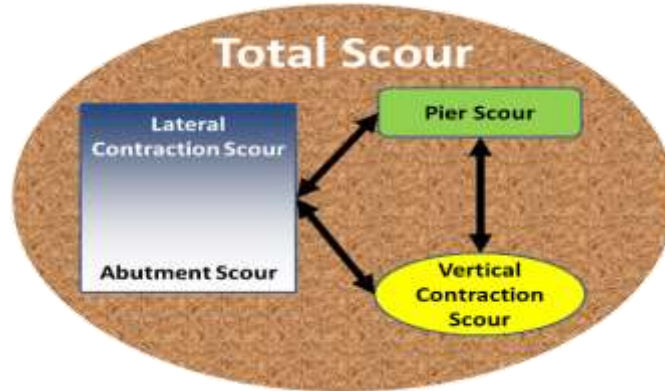 Total Scour
Lateral
Contraction Scour
Abutment Scour
Pier Scour
Vertical
Contraction
Scour